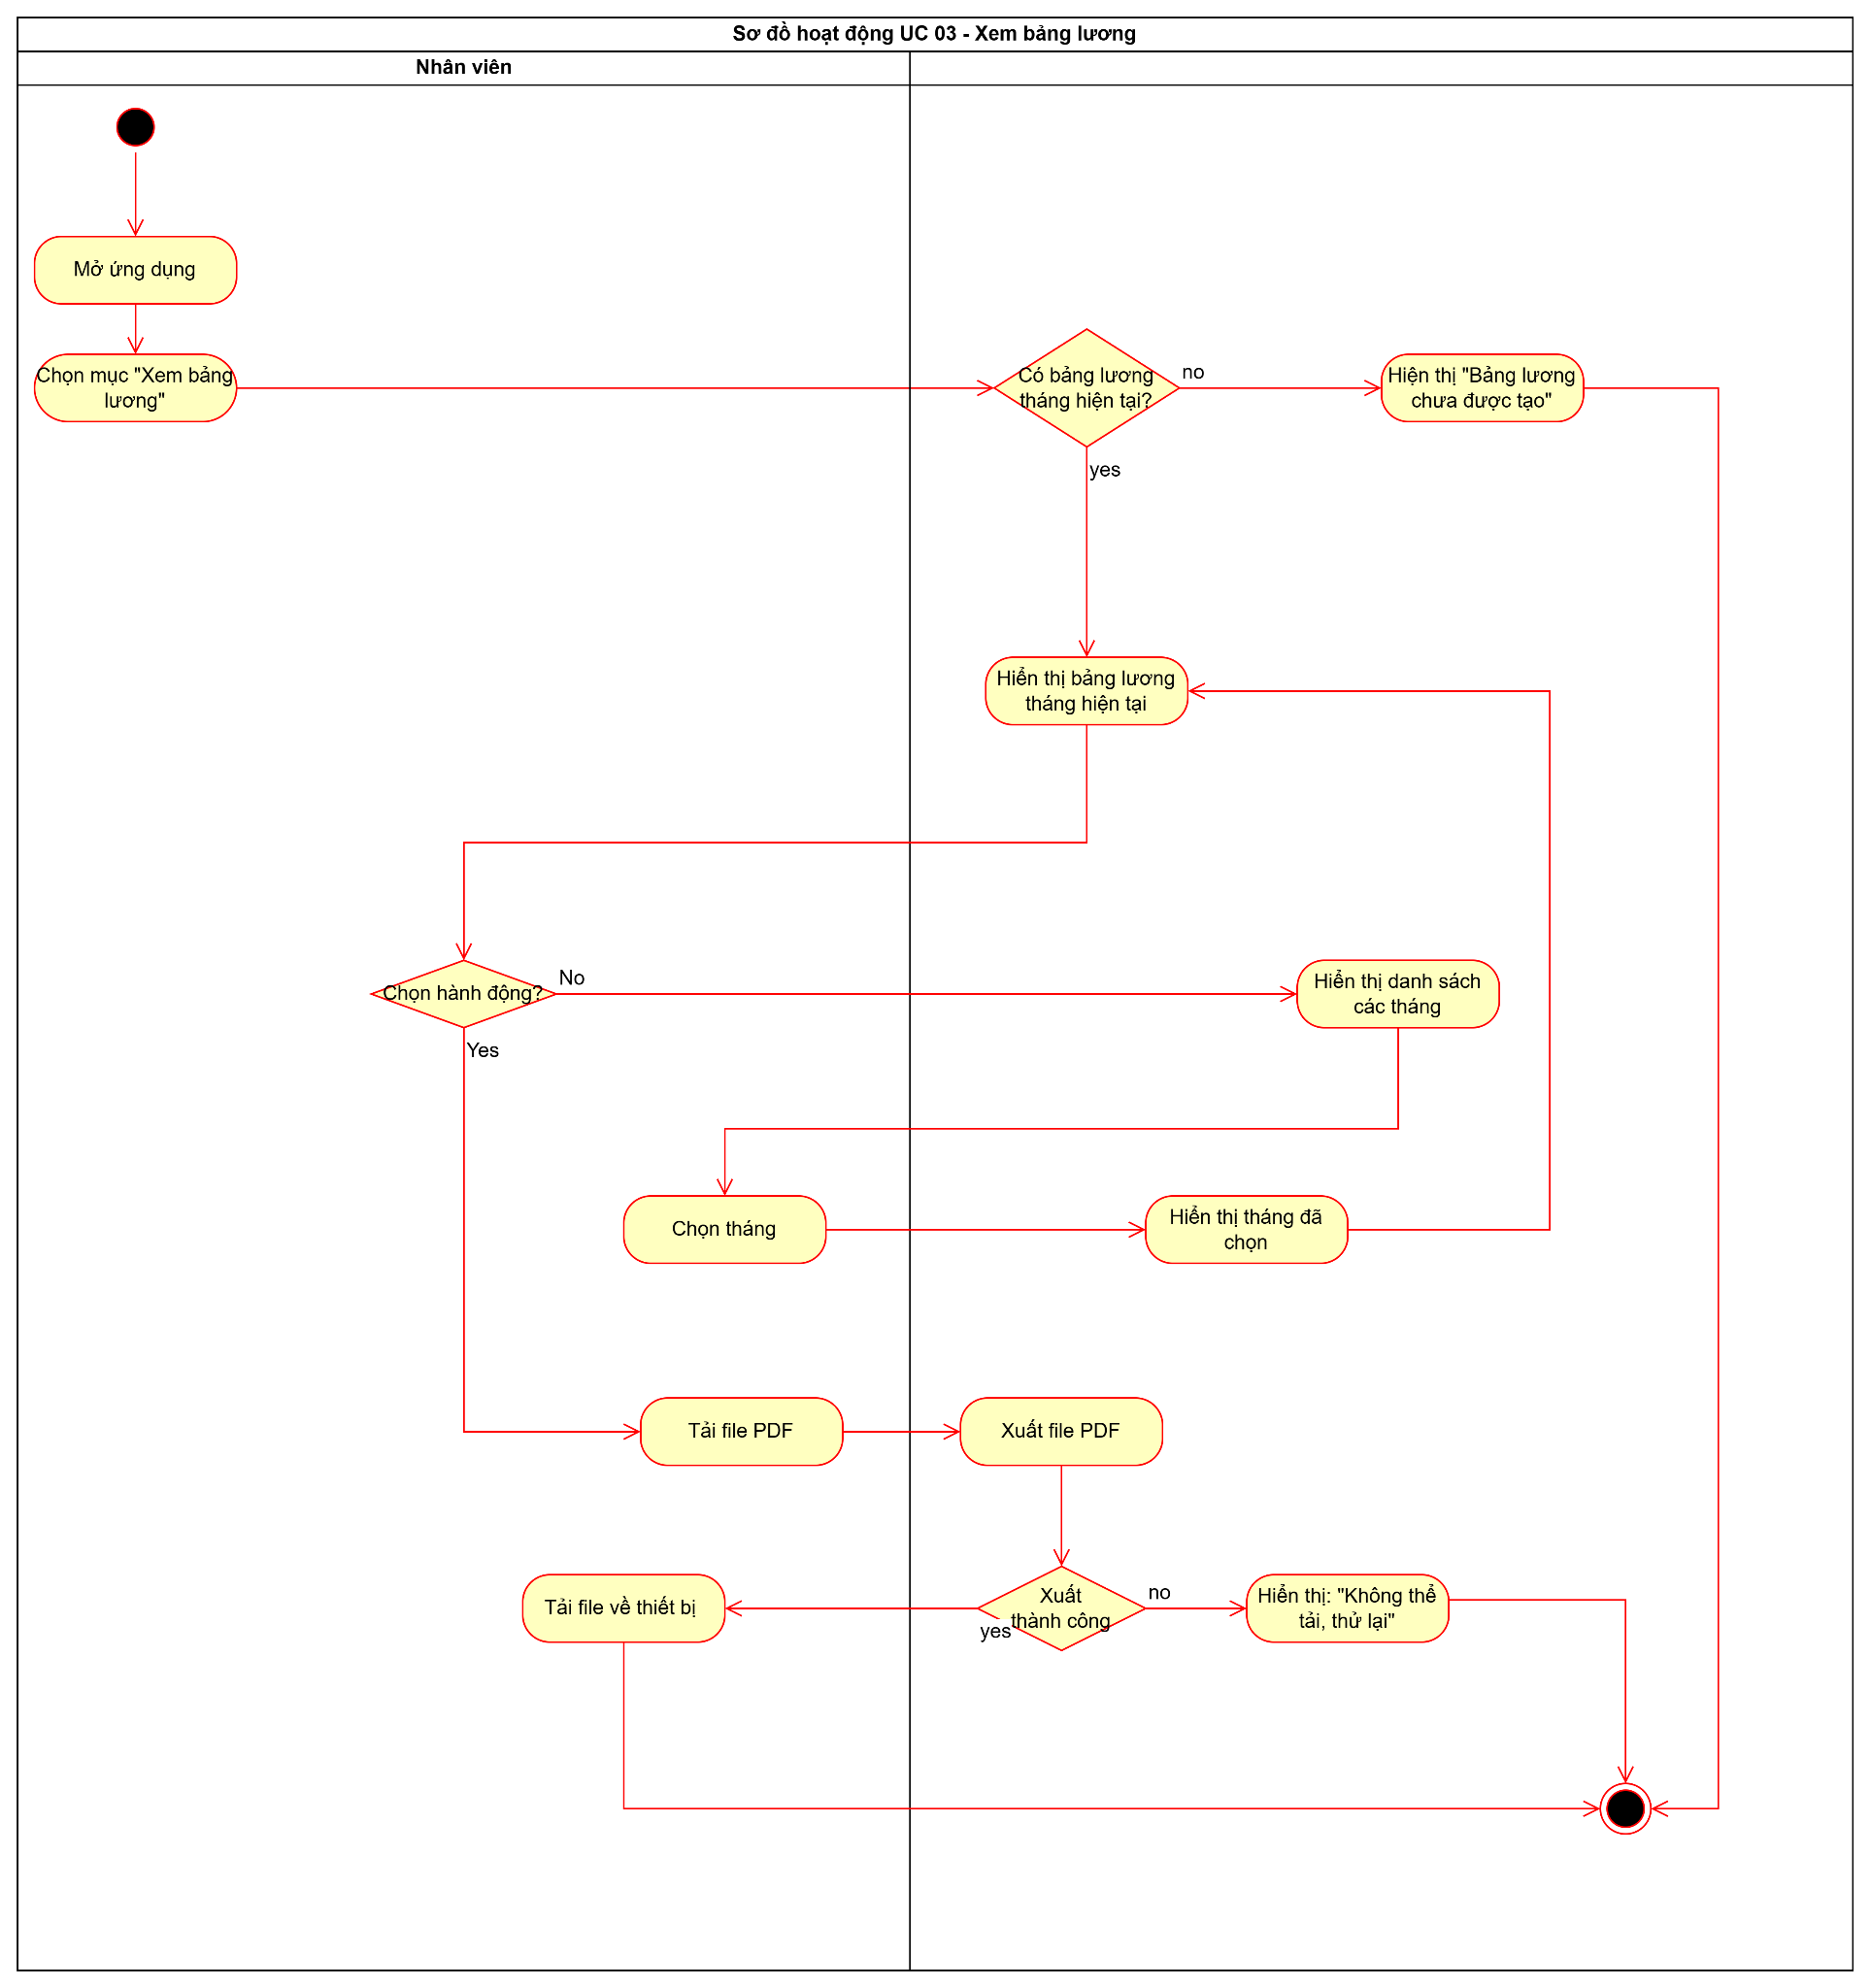 Sơ đồ hoạt động UC 03 - Xem bảng lương
Nhân viên
Mở ứng dụng
Chọn mục "Xem bảng
lương"
Có bảng lương
tháng hiện tại?
no
Hiện thị "Bảng lương
chưa được tạo"
yes
Hiển thị bảng lương
tháng hiện tại
Chọn hành động?
No
Hiển thị danh sách
các tháng
Yes
Chọn tháng
Hiển thị tháng đã
chọn
Tải file PDF
Xuất file PDF
Tải file về thiết bị
Xuất
thành công
yes
no
Hiển thị: "Không thể
tải, thử lại"